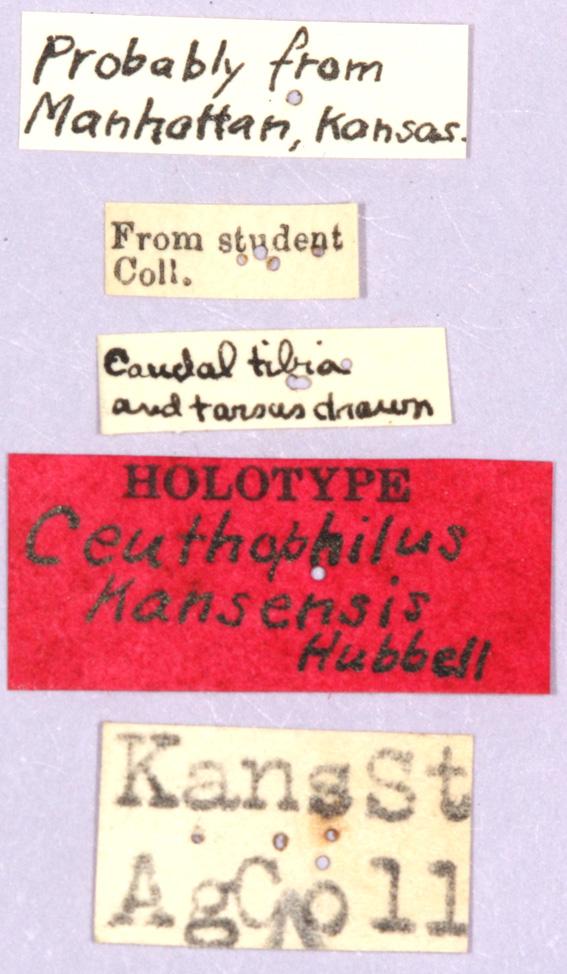 Probably from
Manhattan, Kansas.
From student
Coll.
Caudal tibia
and tarsus drawn
HOLOTYPE
Ceuthophilus
Kansensis
Hubbell
KansSt
AgColl